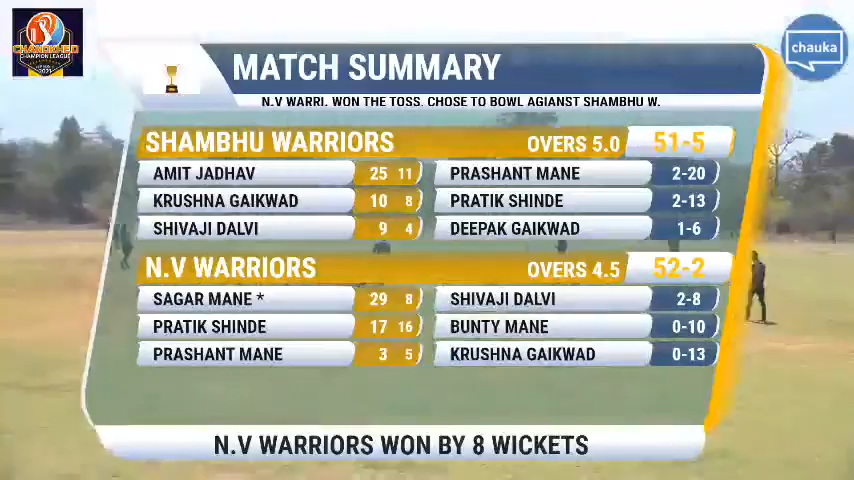 CHANDKHED
CHAMPION LEAGUE
2021
chauka
MATCH SUMMARY
N.V WARRI. WON THE TOSS. CHOSE TO BOWL AGIANST SHAMBHU W.
SHAMBHU WARRIORS OVERS 5.0 51-5
AMIT JADHAV 25 11 PRASHANT MANE 2-20
KRUSHNA GAIKWAD 10 8 PRATIK SHINDE 2-13
SHIVAJI DALVI 9 4 DEEPAK GAIKWAD 1-6
N.V WARRIORS OVERS 4.5 52-2
SAGAR MANE * 29 8 SHIVAJI DALVI 2-8
PRATIK SHINDE 17 16 BUNTY MANE 0-10
PRASHANT MANE 3 5 KRUSHNA GAIKWAD 0-13
N.V WARRIORS WON BY 8 WICKETS